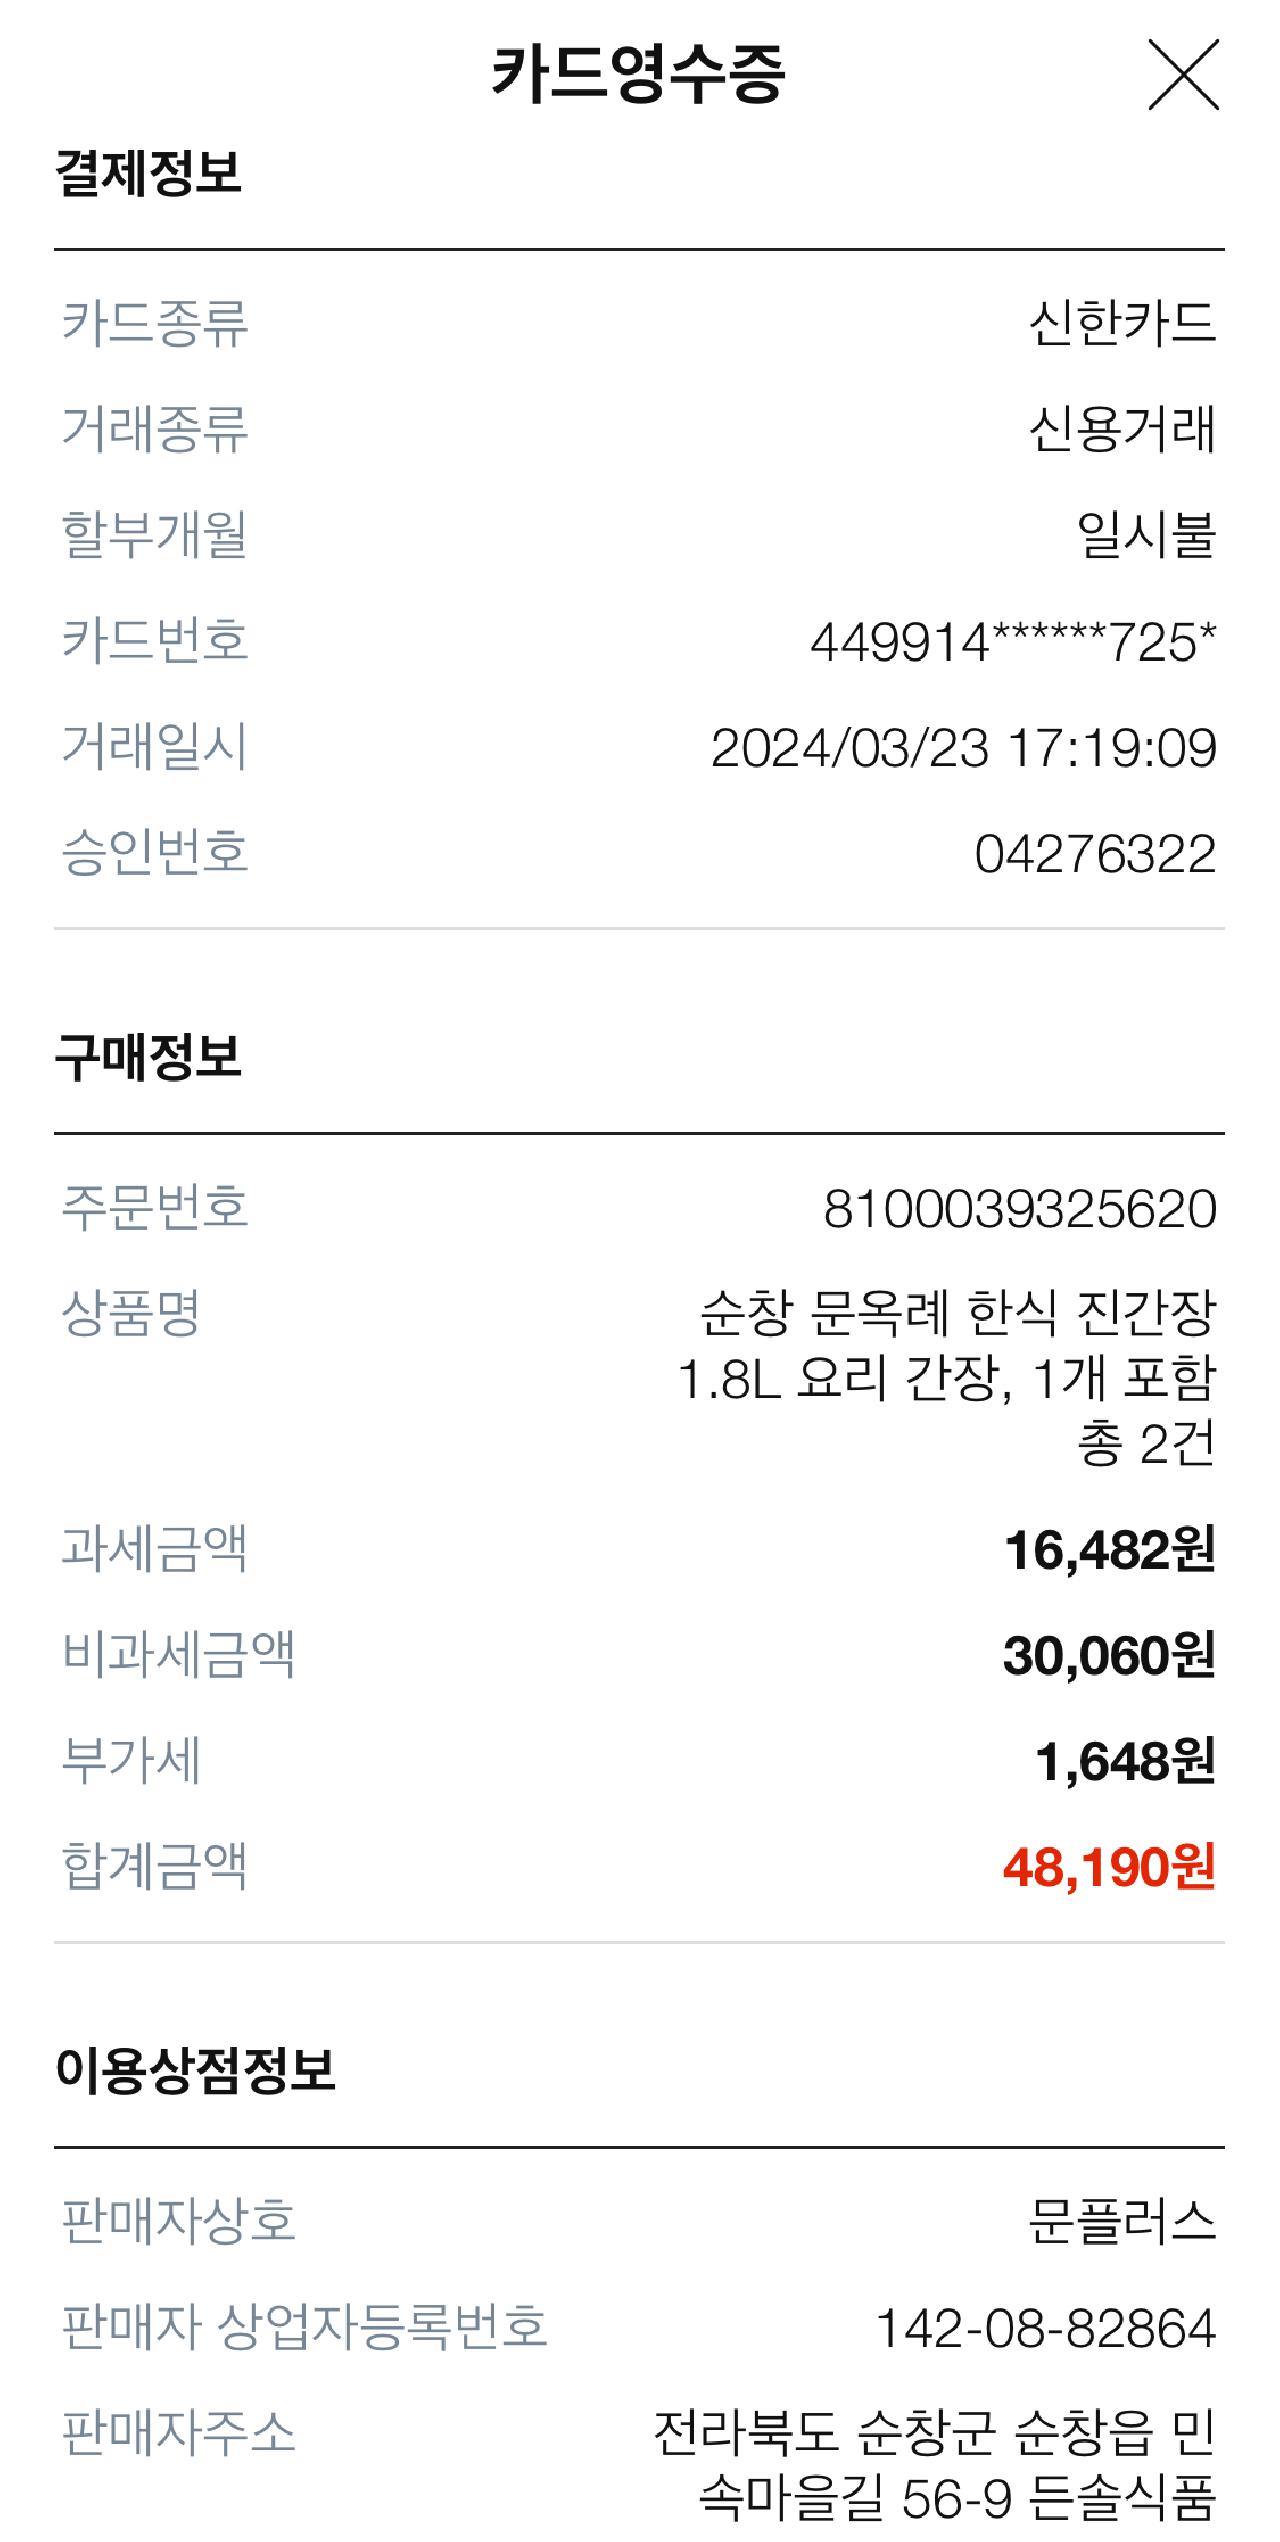 카드영수증
결제정보
카드종류 신한카드
거래종류 신용거래
할부개월 일시불
카드번호 449914******725*
거래일시 2024/03/23 17:19:09
승인번호 04276322
구매정보
주문번호 8100039325620
상품명 순창 문옥례 한식 진간장
1.8L 요리 간장, 1개 포함
총 2건
과세금액 16,482원
비과세금액 30,060원
부가세 1,648원
합계금액 48,190원
이용상점정보
판매자상호 문플러스
판매자 상업자등록번호 142-08-82864
판매자주소 전라북도 순창군 순창읍 민
속마을길 56-9 든솔식품